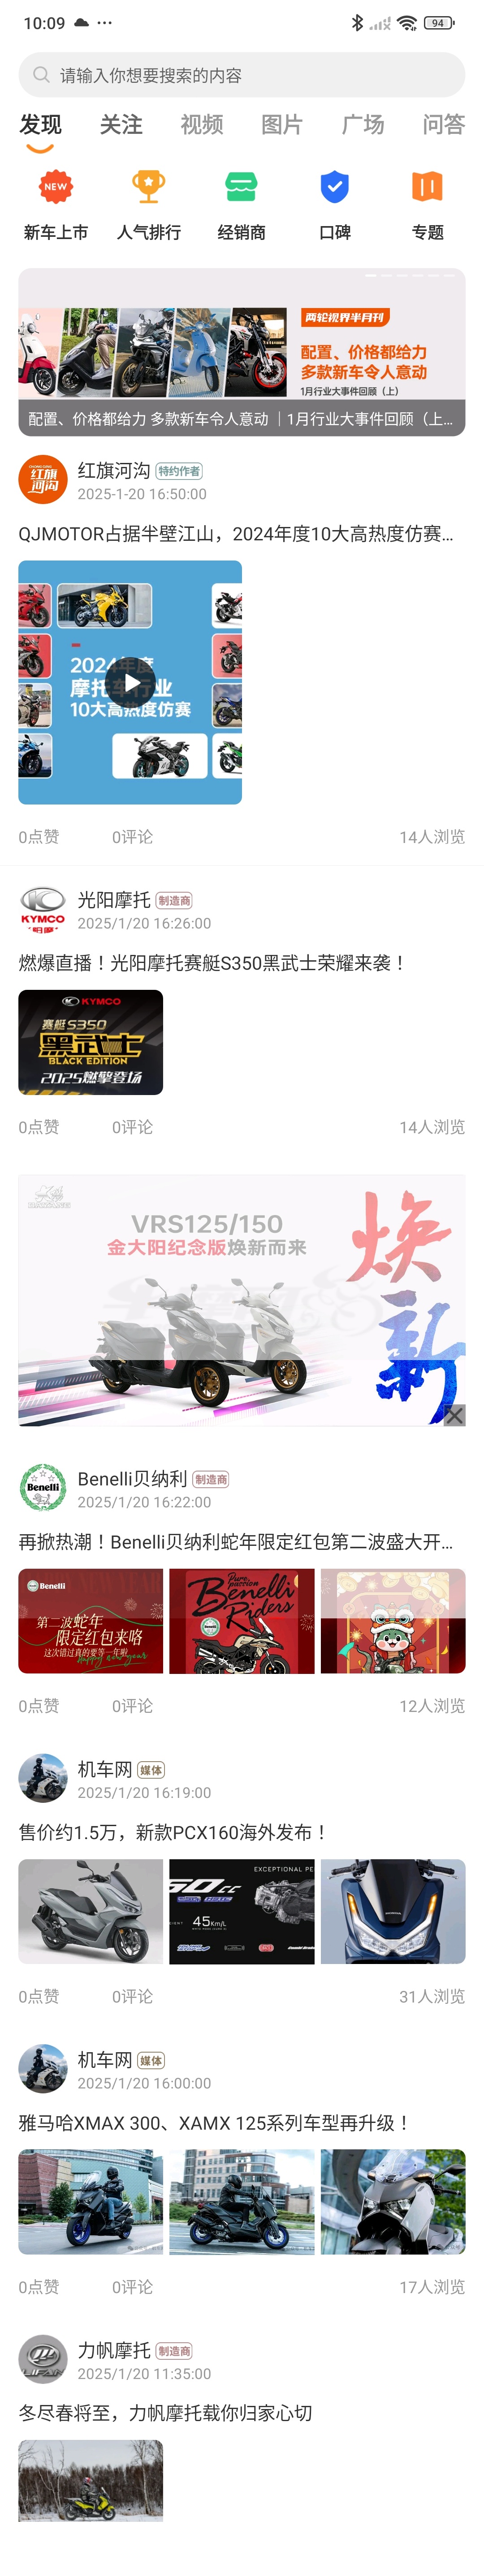 10:09
94
请输入你想要搜索的内容
发现 关注 视频 图片 广场 问答
NEW
新车上市 人气排行 经销商 口碑 专题
两轮视界半月刊
配置、价格都给力
多款新车令人意动
1月行业大事件回顾（上）
配置、价格都给力 多款新车令人意动 ｜1月行业大事件回顾（上...
红旗河沟
红旗河沟 特约作者
2025-1-20 16:50:00
QJMOTOR占据半壁江山，2024年度10大高热度仿赛...
2024年度
摩托车行业
10大高热度仿赛
0点赞 0评论 14人浏览
KYMCO
光阳摩托 制造商
2025/1/20 16:26:00
燃爆直播！光阳摩托赛艇S350黑武士荣耀来袭！
KYMCO
赛艇S350
黑武士
BLACK EDITION
2025燃擎登场
0点赞 0评论 14人浏览
VRS125/150
金大阳纪念版焕新而来
焕新
Benelli
Benelli贝纳利 制造商
2025/1/20 16:22:00
再掀热潮！Benelli贝纳利蛇年限定红包第二波盛大开...
Benelli
第二波蛇年
限定红包来咯
这次错过真的要等一年啦
happy new year
Pure passion
Benelli
Riders
0点赞 0评论 12人浏览
机车网 媒体
2025/1/20 16:19:00
售价约1.5万，新款PCX160海外发布！
60cc
EXCEPTIONAL PE
45Km/L
0点赞 0评论 31人浏览
机车网 媒体
2025/1/20 16:00:00
雅马哈XMAX 300、XAMX 125系列车型再升级！
0点赞 0评论 17人浏览
LIFAN
力帆摩托 制造商
2025/1/20 11:35:00
冬尽春将至，力帆摩托载你归家心切